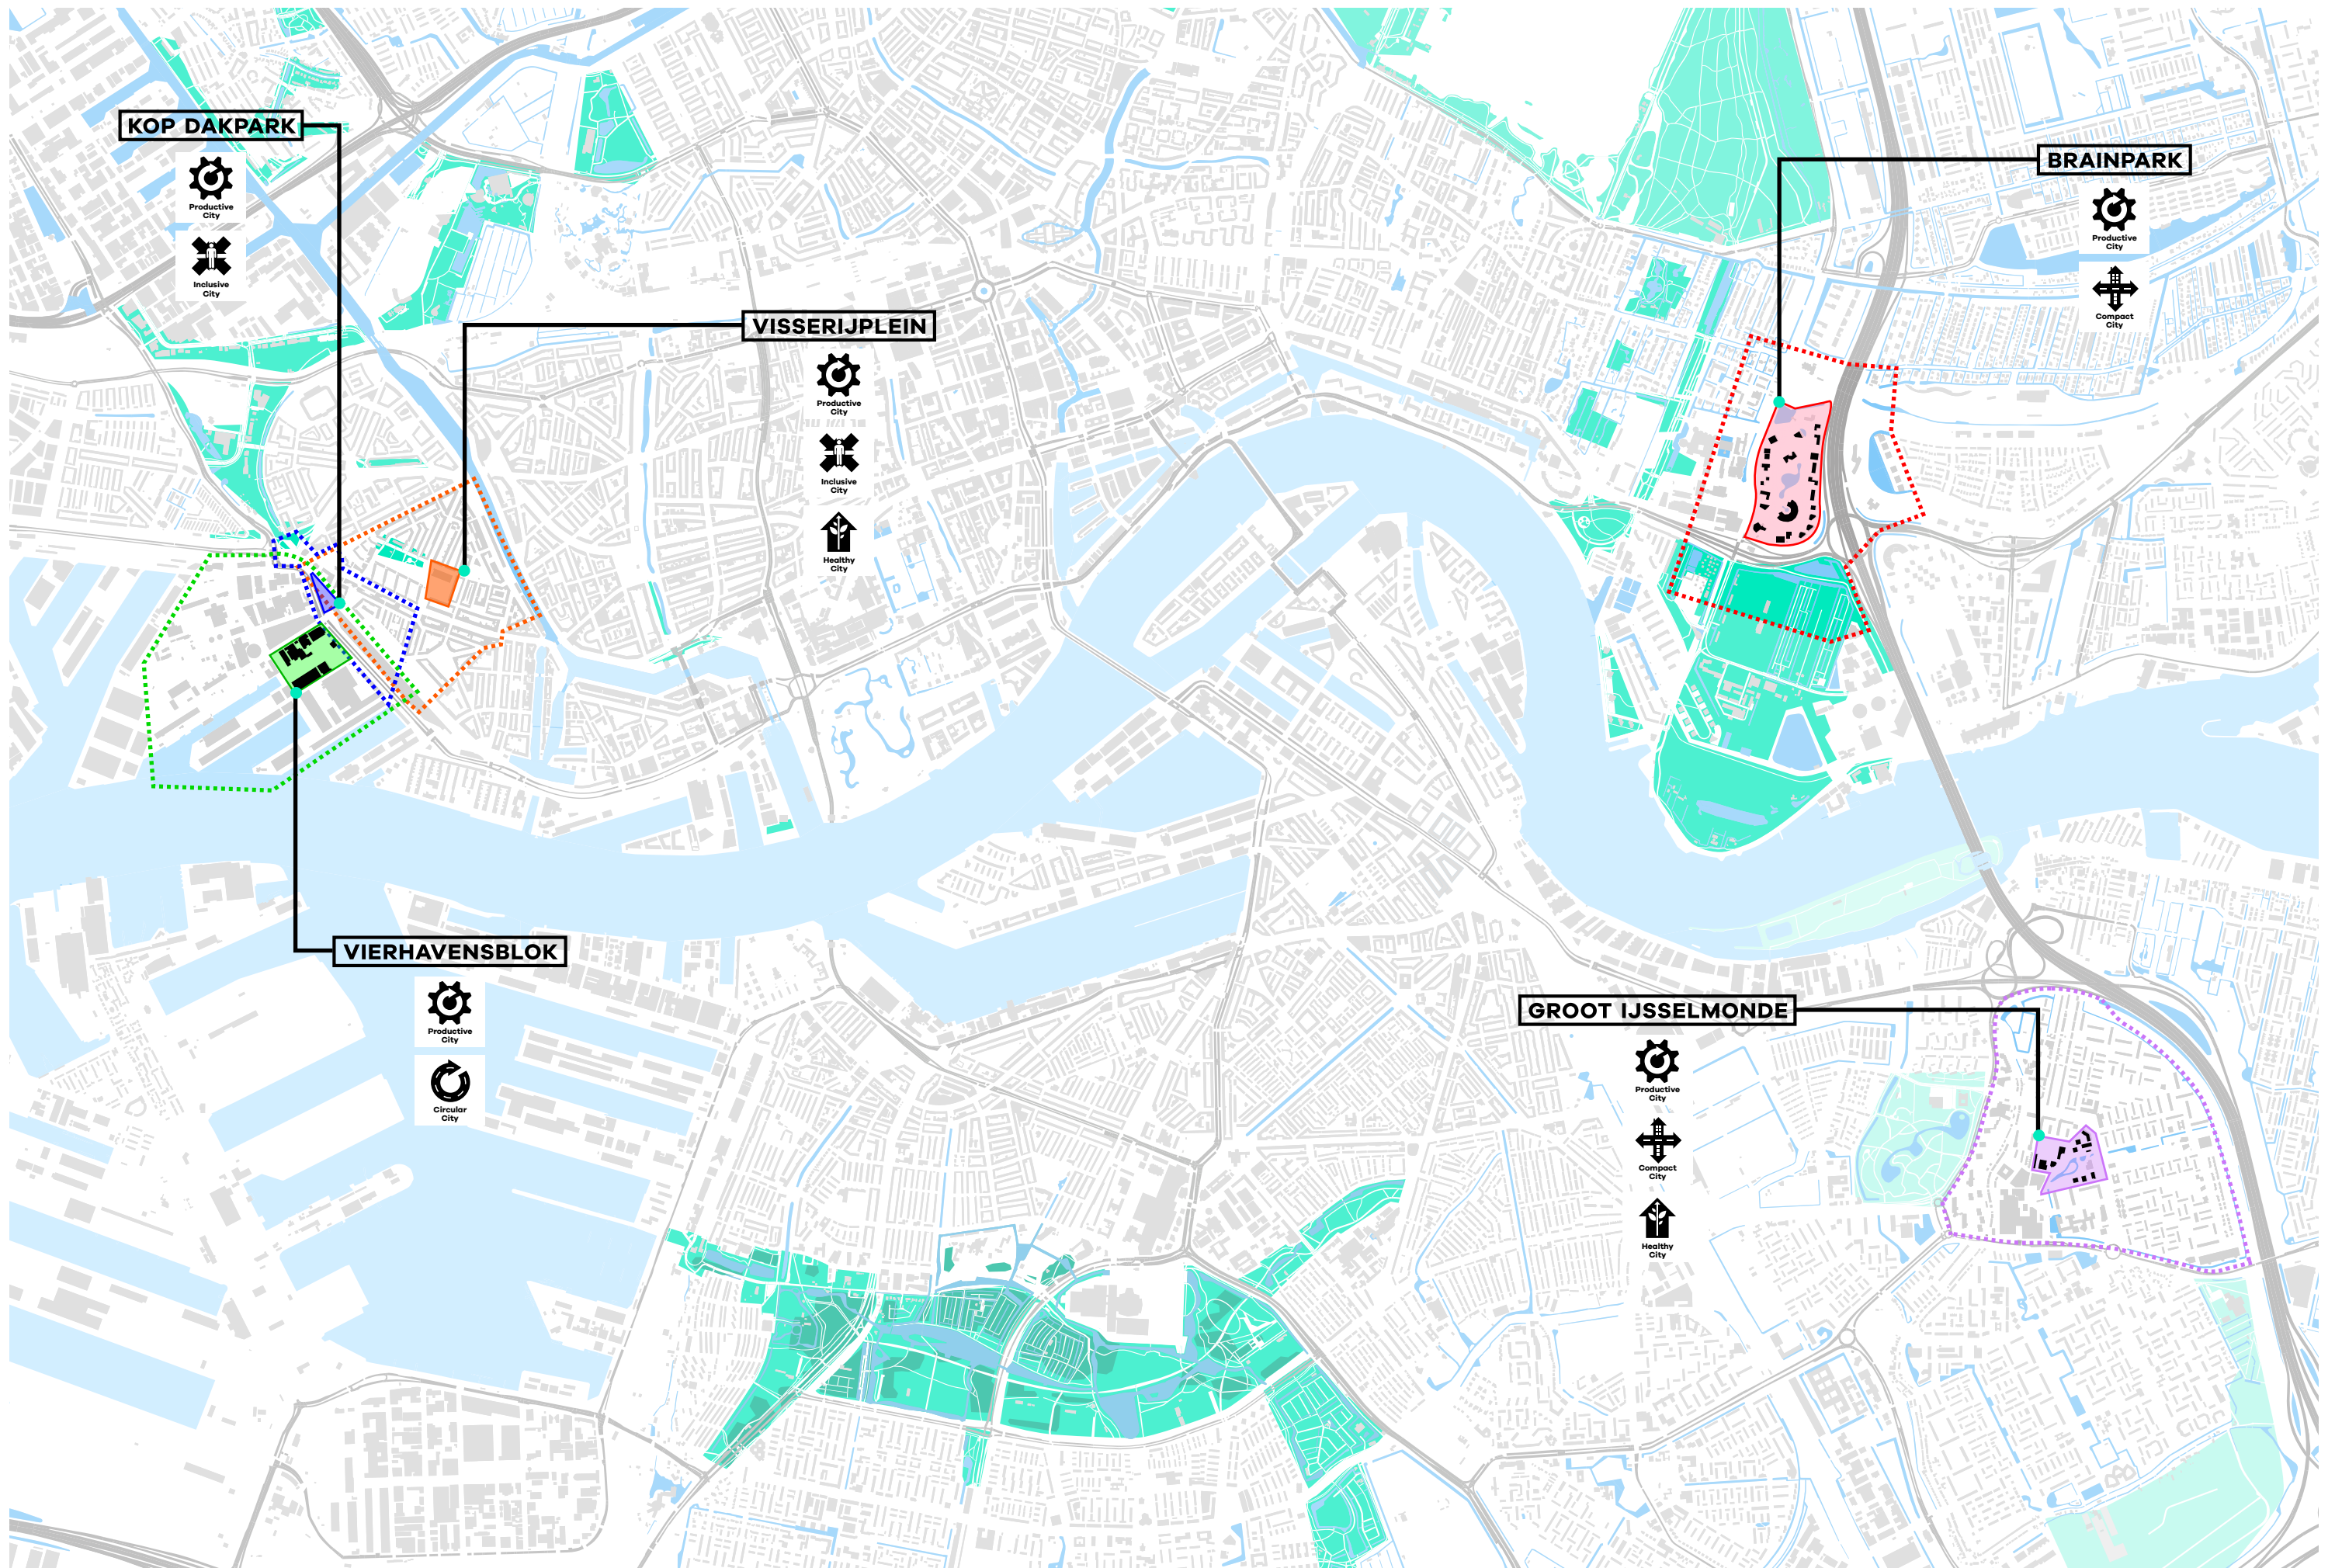 KOP DAKPARK
Productive
City
Inclusive
City
BRAINPARK
Productive
City
Compact
City
VISSERIJPLEIN
Productive
City
Inclusive
City
Healthy
City
VIERHAVENSBLOK
Productive
City
Circular
City
GROOT IJSSELMONDE
Productive
City
Compact
City
Healthy
City